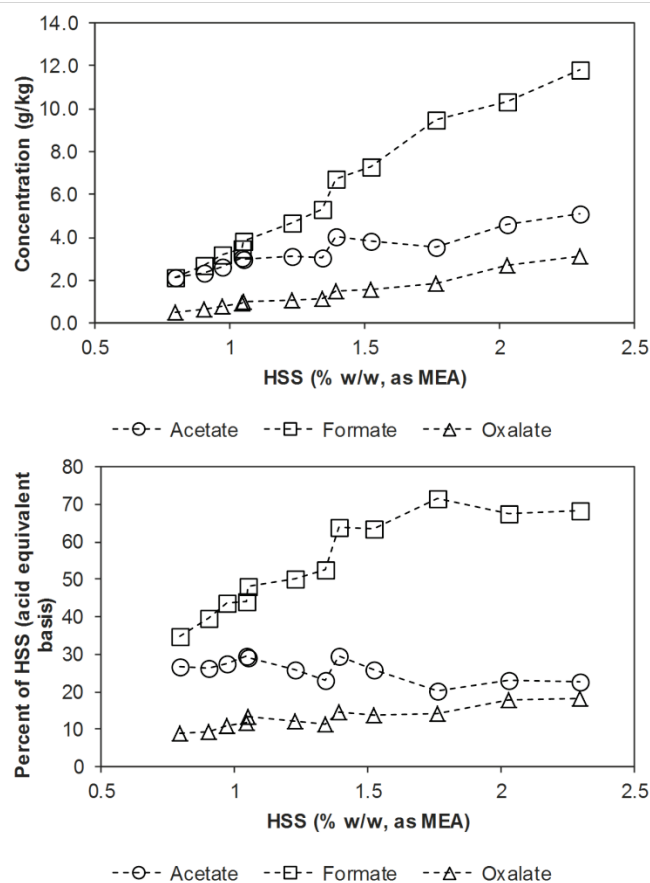 Concentration (g/kg)
14.0
12.0
10.0
8.0
6.0
4.0
2.0
0.0
0.5 1 1.5 2 2.5
HSS (% w/w, as MEA)
Acetate Formate Oxalate
Percent of HSS (acid equivalent
basis)
80
70
60
50
40
30
20
10
0
0.5 1 1.5 2 2.5
HSS (% w/w, as MEA)
Acetate Formate Oxalate